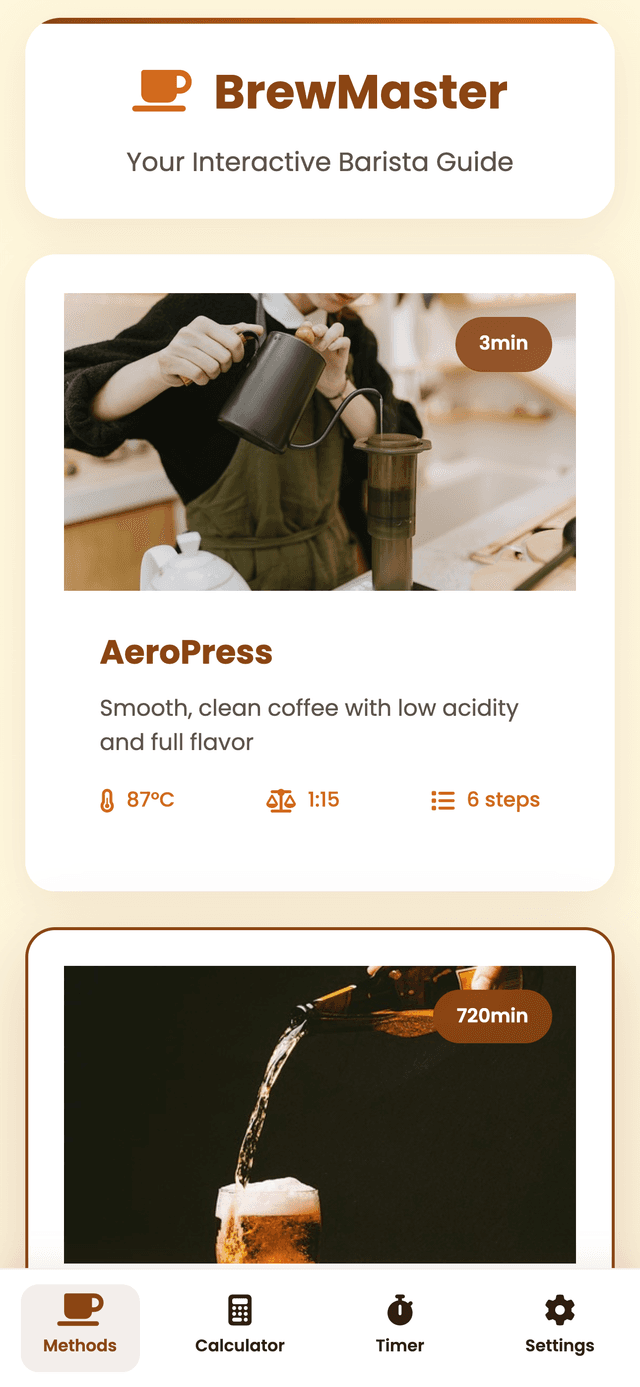 BrewMaster
Your Interactive Barista Guide
3min
AeroPress
Smooth, clean coffee with low acidity
and full flavor
87°C 1:15 6 steps
720min
Methods Calculator Timer Settings